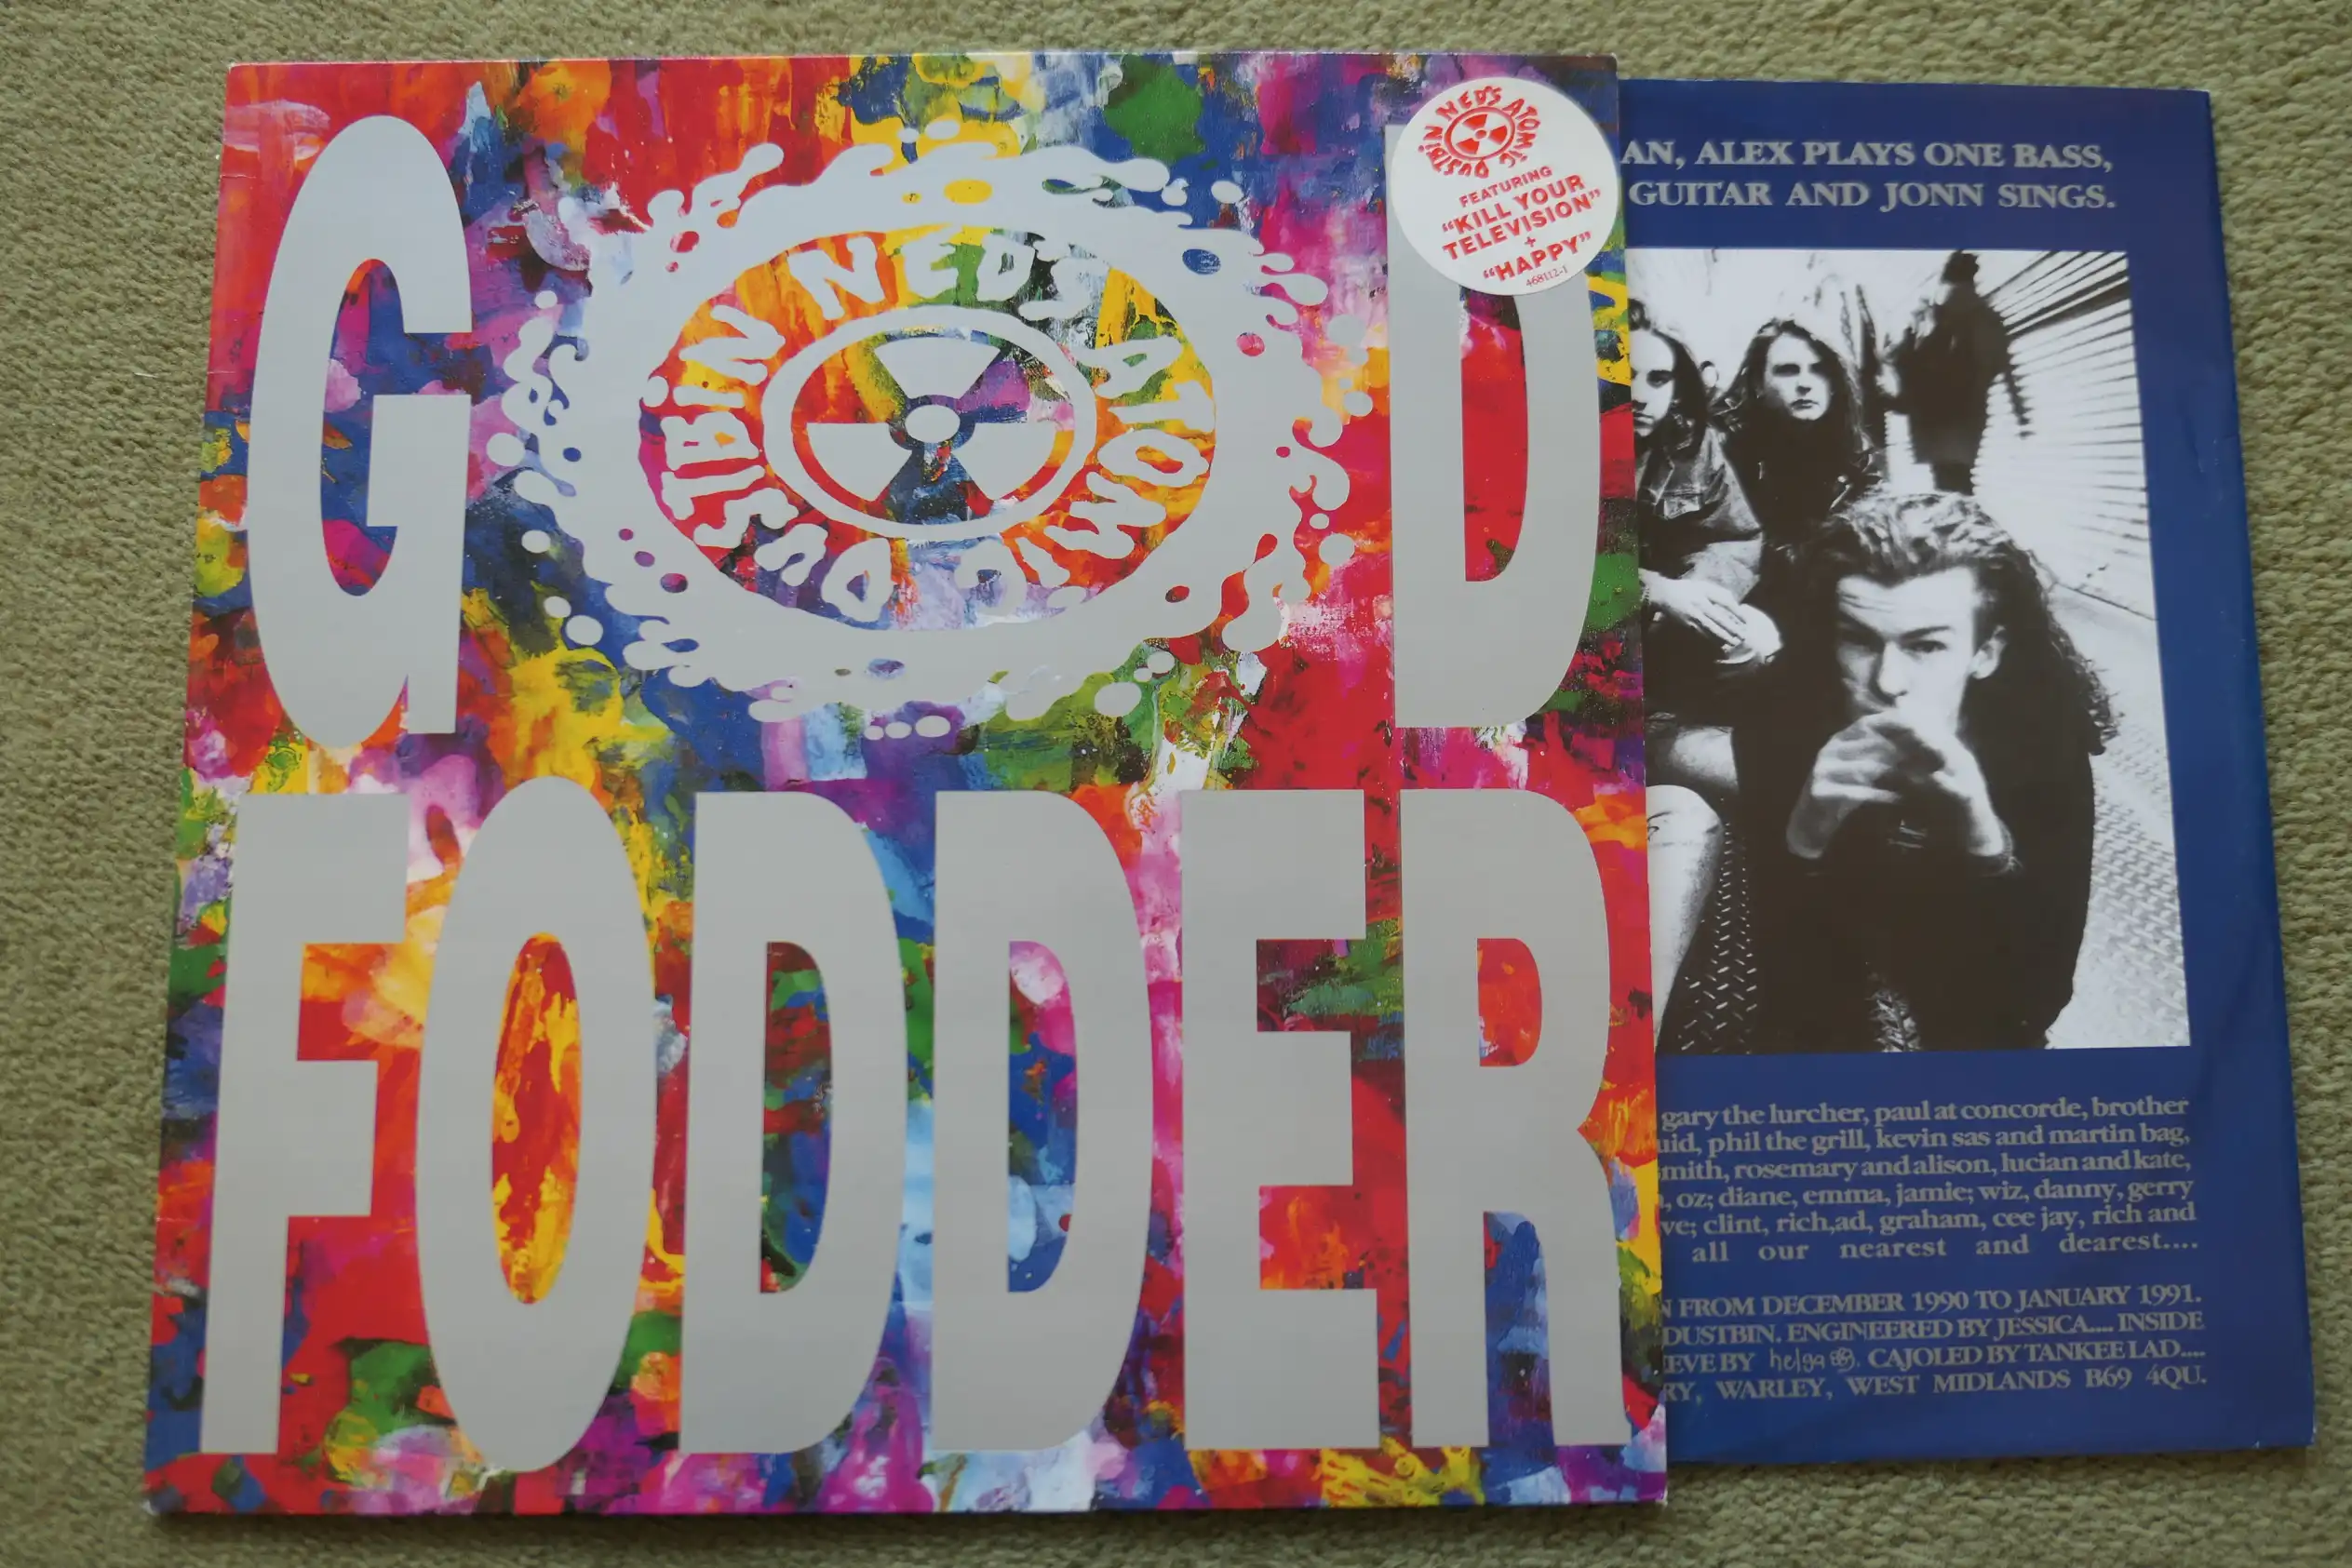 GOD
NED'S ATOMIC DUSTBIN
FODDER
NED'S ATOMIC DUSTBIN
FEATURING
"KILL YOUR
TELEVISION"
+
"HAPPY"
468112-1
AN, ALEX PLAYS ONE BASS,
GUITAR AND JONN SINGS.
gary the lurcher, paul at concorde, brother
uid, phil the grill, kevin sas and martin bag,
mith, rosemary and alison, lucian and kate,
, oz; diane, emma, jamie; wiz, danny, gerry
ve; clint, rich,ad, graham, cee jay, rich and
all our nearest and dearest....
N FROM DECEMBER 1990 TO JANUARY 1991.
DUSTBIN. ENGINEERED BY JESSICA.... INSIDE
EVE BY helga. CAJOLED BY TANKEE LAD....
RY, WARLEY, WEST MIDLANDS B69 4QU.